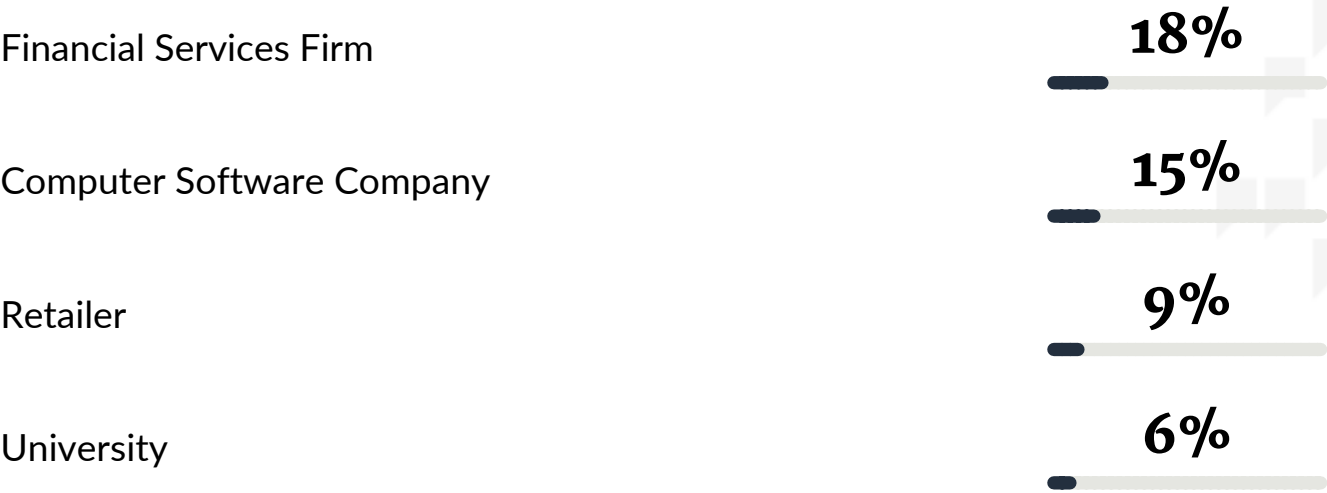 Financial Services Firm
18%
Computer Software Company
15%
Retailer
9%
University
6%